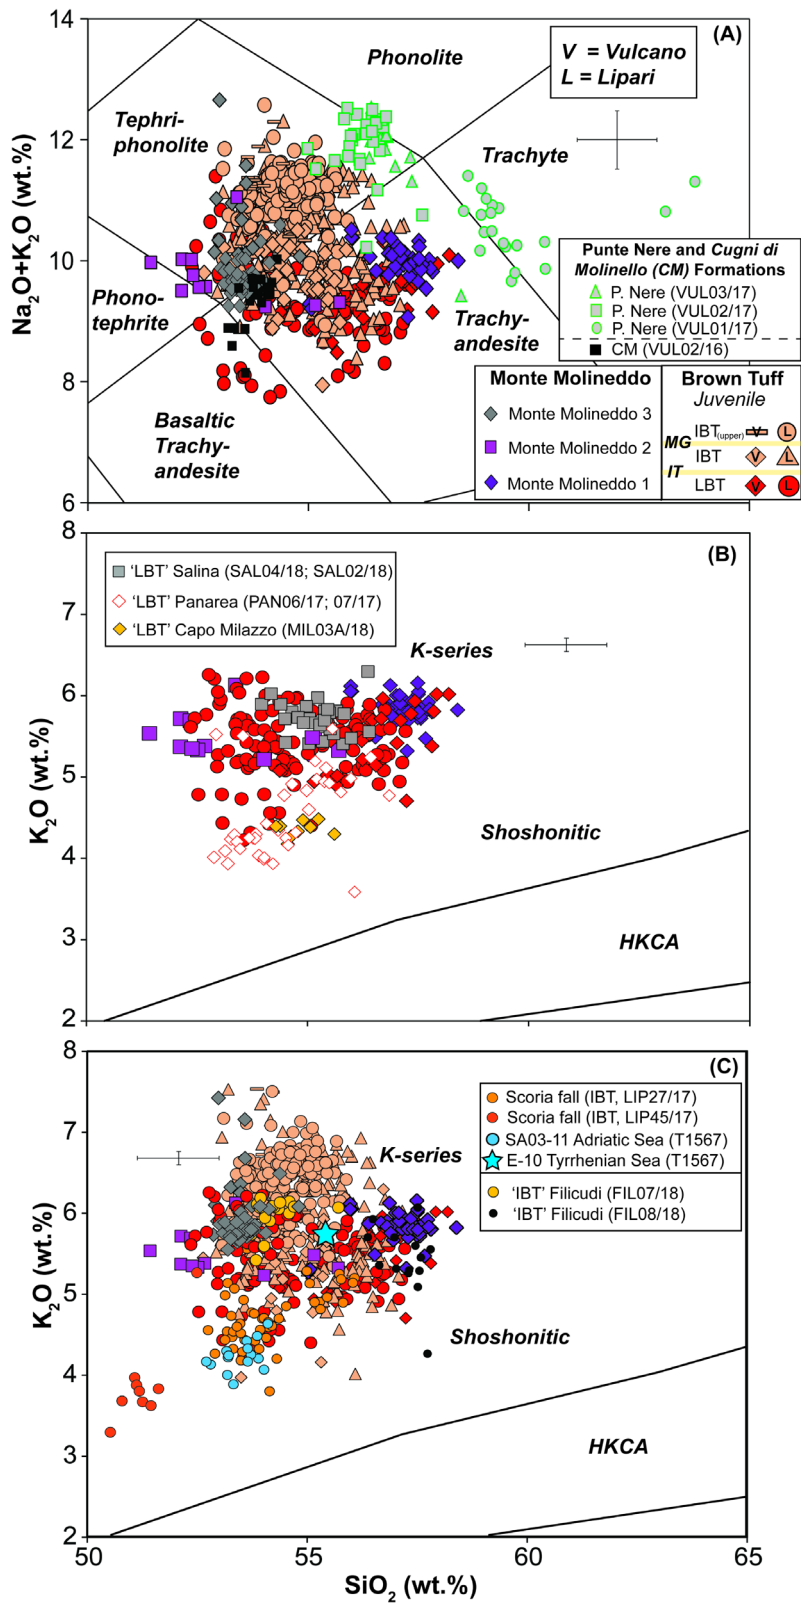 14
(A)
Phonolite
V = Vulcano
L = Lipari
12
Tephri-
phonolite
Trachyte
Na2O+K2O (wt.%)
10
Punte Nere and Cugni di
Molinello (CM) Formations
P. Nere (VUL03/17)
P. Nere (VUL02/17)
P. Nere (VUL01/17)
CM (VUL02/16)
Phono-
tephrite
Trachy-
andesite
8
Monte Molineddo
Monte Molineddo 3
Monte Molineddo 2
Monte Molineddo 1
Brown Tuff
Juvenile
IBT(upper) V L
MG
IBT V L
IT
LBT V L
Basaltic
Trachy-
andesite
6
8
(B)
'LBT' Salina (SAL04/18; SAL02/18)
'LBT' Panarea (PAN06/17; 07/17)
'LBT' Capo Milazzo (MIL03A/18)
7
K-series
6
K2O (wt.%)
5
Shoshonitic
4
3
HKCA
2
8
(C)
Scoria fall (IBT, LIP27/17)
Scoria fall (IBT, LIP45/17)
SA03-11 Adriatic Sea (T1567)
E-10 Tyrrhenian Sea (T1567)
'IBT' Filicudi (FIL07/18)
'IBT' Filicudi (FIL08/18)
7
K-series
6
K2O (wt.%)
5
Shoshonitic
4
3
HKCA
2
50
55
60
65
SiO2 (wt.%)